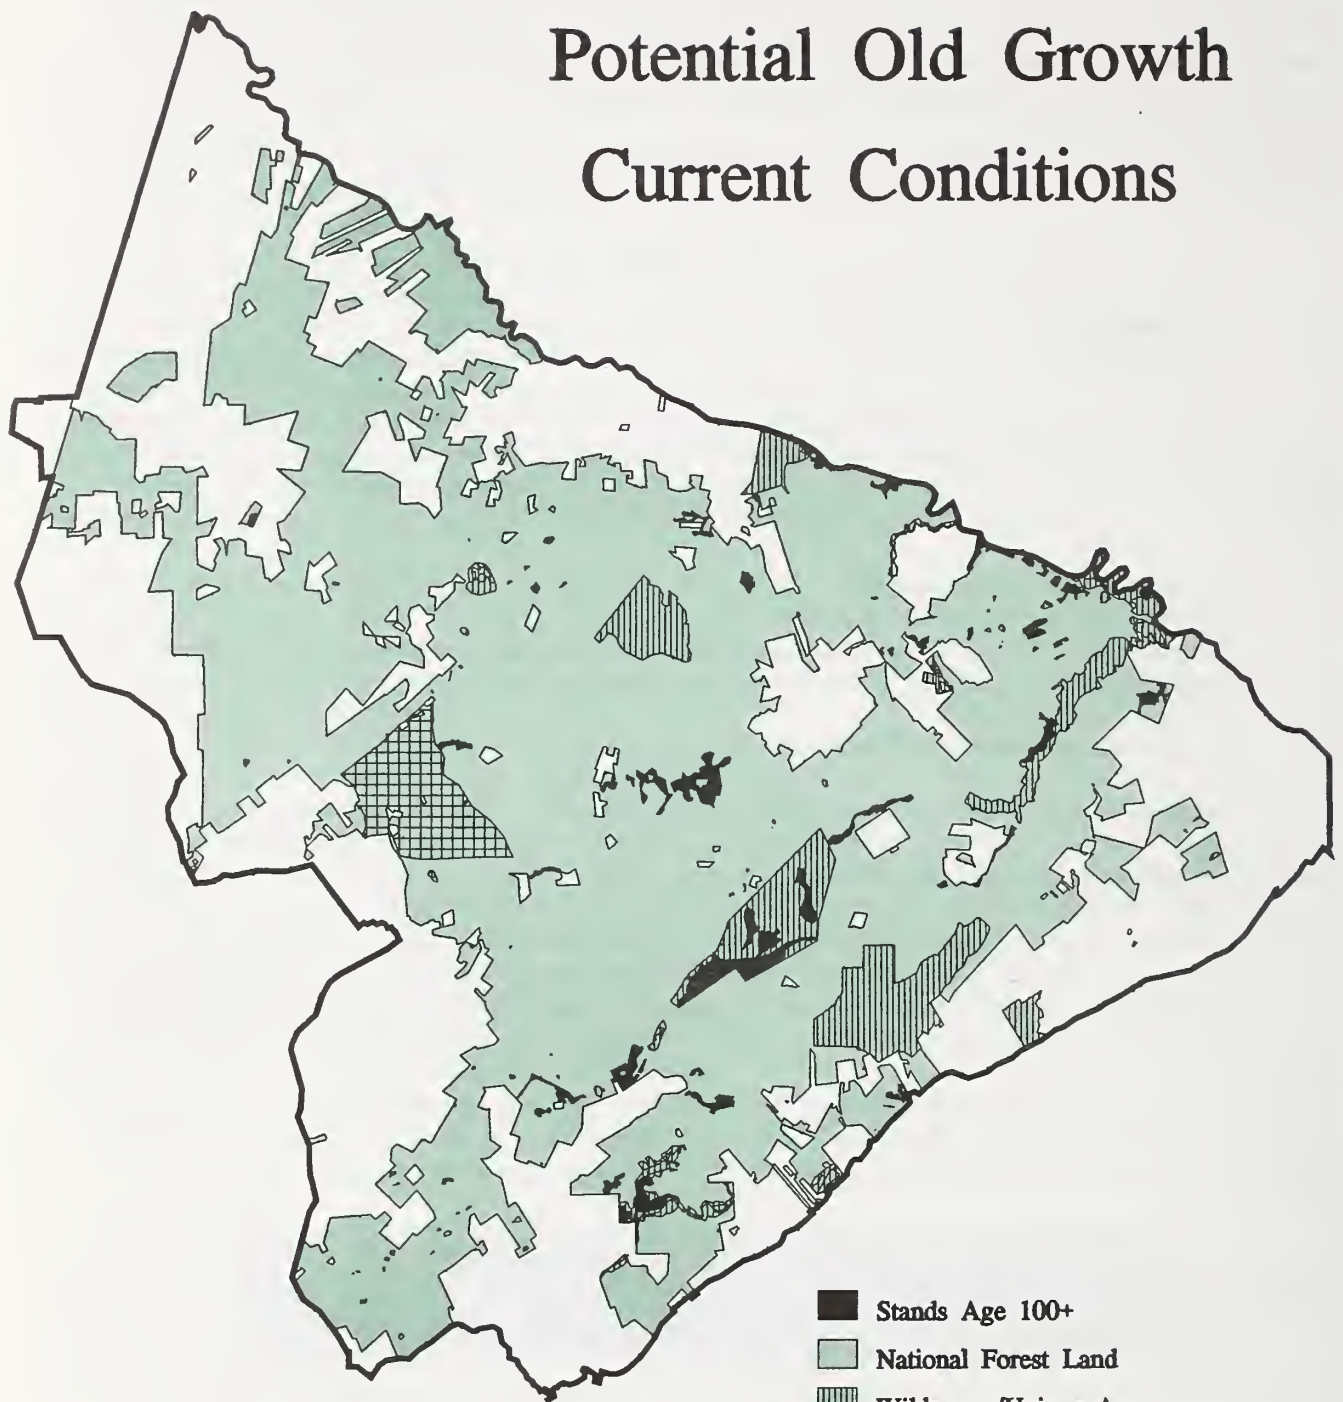 Potential Old Growth
Current Conditions
Stands Age 100+
National Forest Land